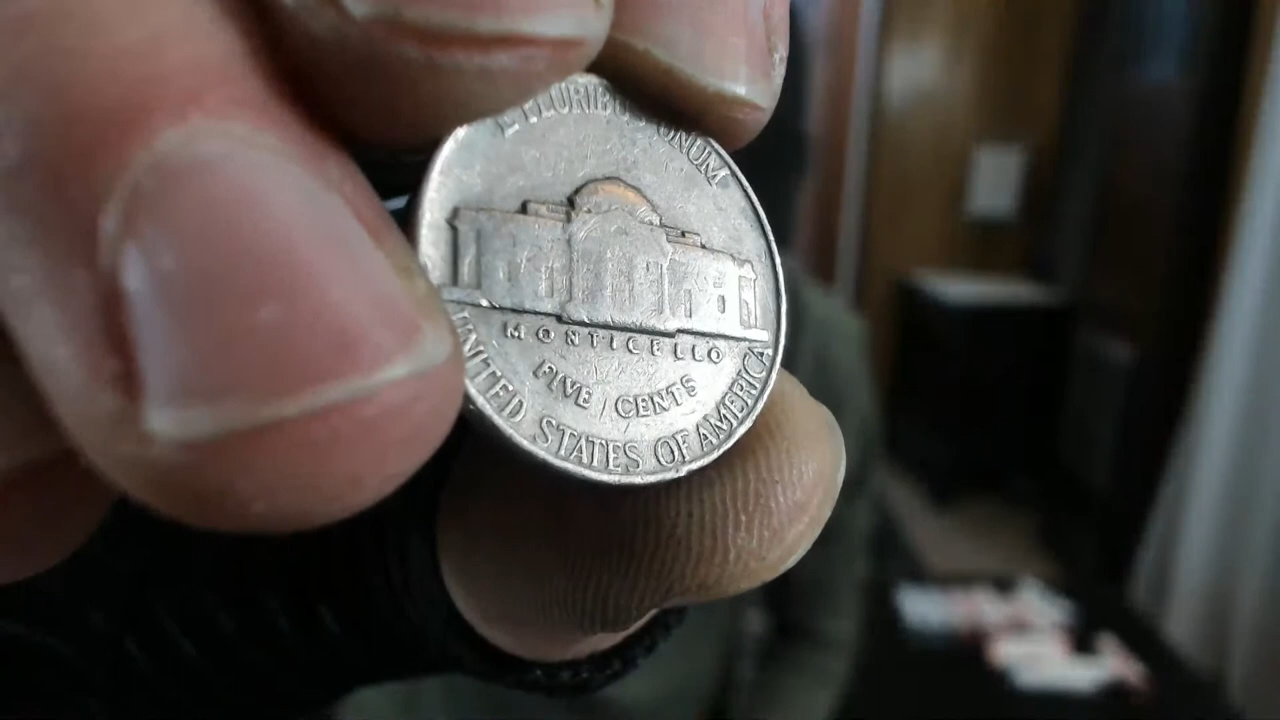 E PLURIBUS UNUM
MONTICELLO
FIVE CENTS
UNITED STATES OF AMERICA